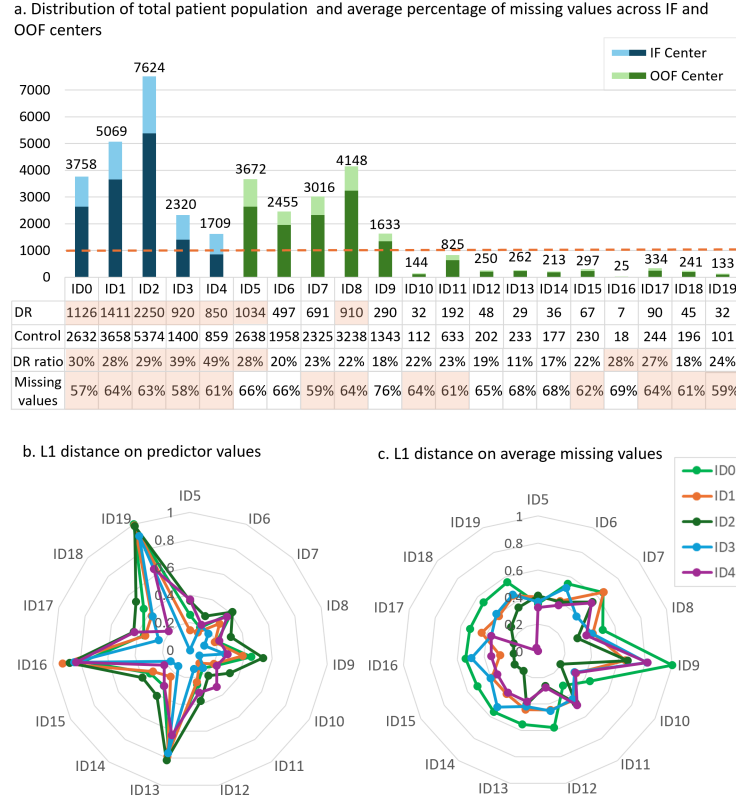 a. Distribution of total patient population and average percentage of missing values across IF and
OOF centers
IF Center
OOF Center
7000
6000
5000
4000
3000
2000
1000
0
3758 5069 7624 2320 1709 3672 2455 3016 4148 1633 144 825 250 262 213 297 25 334 241 133
ID0 ID1 ID2 ID3 ID4 ID5 ID6 ID7 ID8 ID9 ID10 ID11 ID12 ID13 ID14 ID15 ID16 ID17 ID18 ID19
DR 1126 1411 2250 920 850 1034 497 691 910 290 32 192 48 29 36 67 7 90 45 32
Control 2632 3658 5374 1400 859 2638 1958 2325 3238 1343 112 633 202 233 177 230 18 244 196 101
DR ratio 30% 28% 29% 39% 49% 28% 20% 23% 22% 18% 22% 23% 19% 11% 17% 22% 28% 27% 18% 24%
Missing
values 57% 64% 63% 58% 61% 66% 66% 59% 64% 76% 64% 61% 65% 68% 68% 62% 69% 64% 61% 59%
b. L1 distance on predictor values
ID5
ID6
ID7
ID8
ID9
ID10
ID11
ID12
ID13
ID14
ID15
ID16
ID17
ID18
ID19
1
0.8
0.6
0.4
0.2
0
c. L1 distance on average missing values
ID5
ID6
ID7
ID8
ID9
ID10
ID11
ID12
ID13
ID14
ID15
ID16
ID17
ID18
ID19
1
0.8
0.6
0.4
0.2
0
ID0
ID1
ID2
ID3
ID4